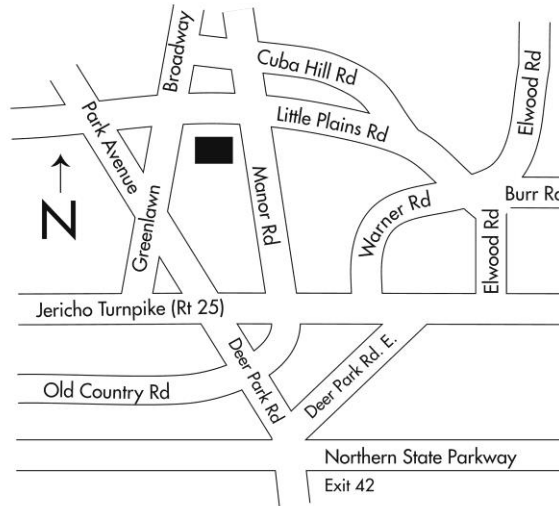 Broadway
Cuba Hill Rd
Elwood Rd
Park Avenue
Little Plains Rd
Manor Rd
Burr Rd
N
Greenlawn
Warner Rd
Elwood Rd
Jericho Turnpike (Rt 25)
Deer Park Rd
Deer Park Rd. E.
Old Country Rd
Northern State Parkway
Exit 42